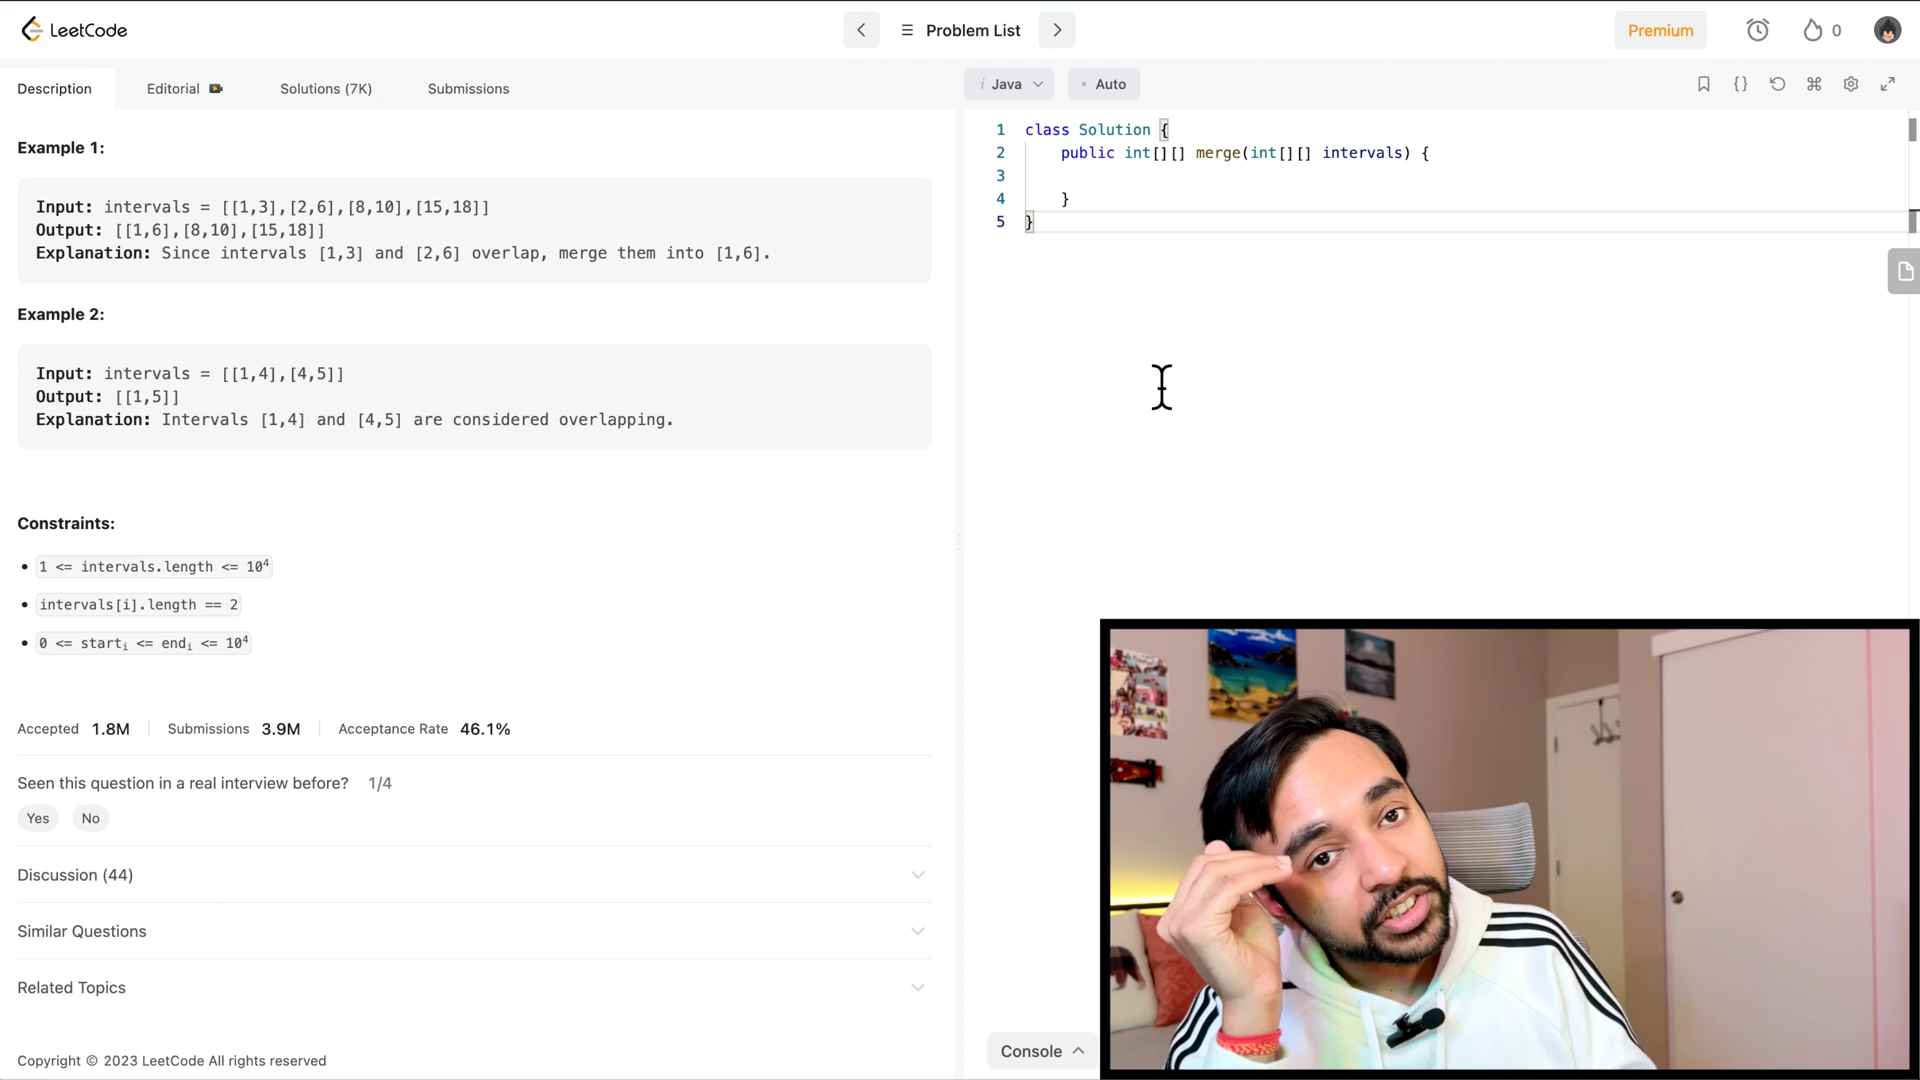 LeetCode
Problem List
Premium
0
Description
Editorial
Solutions (7K)
Submissions
Example 1:
Input: intervals = [[1,3],[2,6],[8,10],[15,18]]
Output: [[1,6],[8,10],[15,18]]
Explanation: Since intervals [1,3] and [2,6] overlap, merge them into [1,6].
Example 2:
Input: intervals = [[1,4],[4,5]]
Output: [[1,5]]
Explanation: Intervals [1,4] and [4,5] are considered overlapping.
Constraints:
• 1 <= intervals.length <= 10⁴
• intervals[i].length == 2
• 0 <= startᵢ <= endᵢ <= 10⁴
Accepted 1.8M
Submissions 3.9M
Acceptance Rate 46.1%
Seen this question in a real interview before? 1/4
Yes
No
Discussion (44)
Similar Questions
Related Topics
Copyright © 2023 LeetCode All rights reserved
i Java
• Auto
1 class Solution {
2 public int[][] merge(int[][] intervals) {
3
4 }
5 }
Console